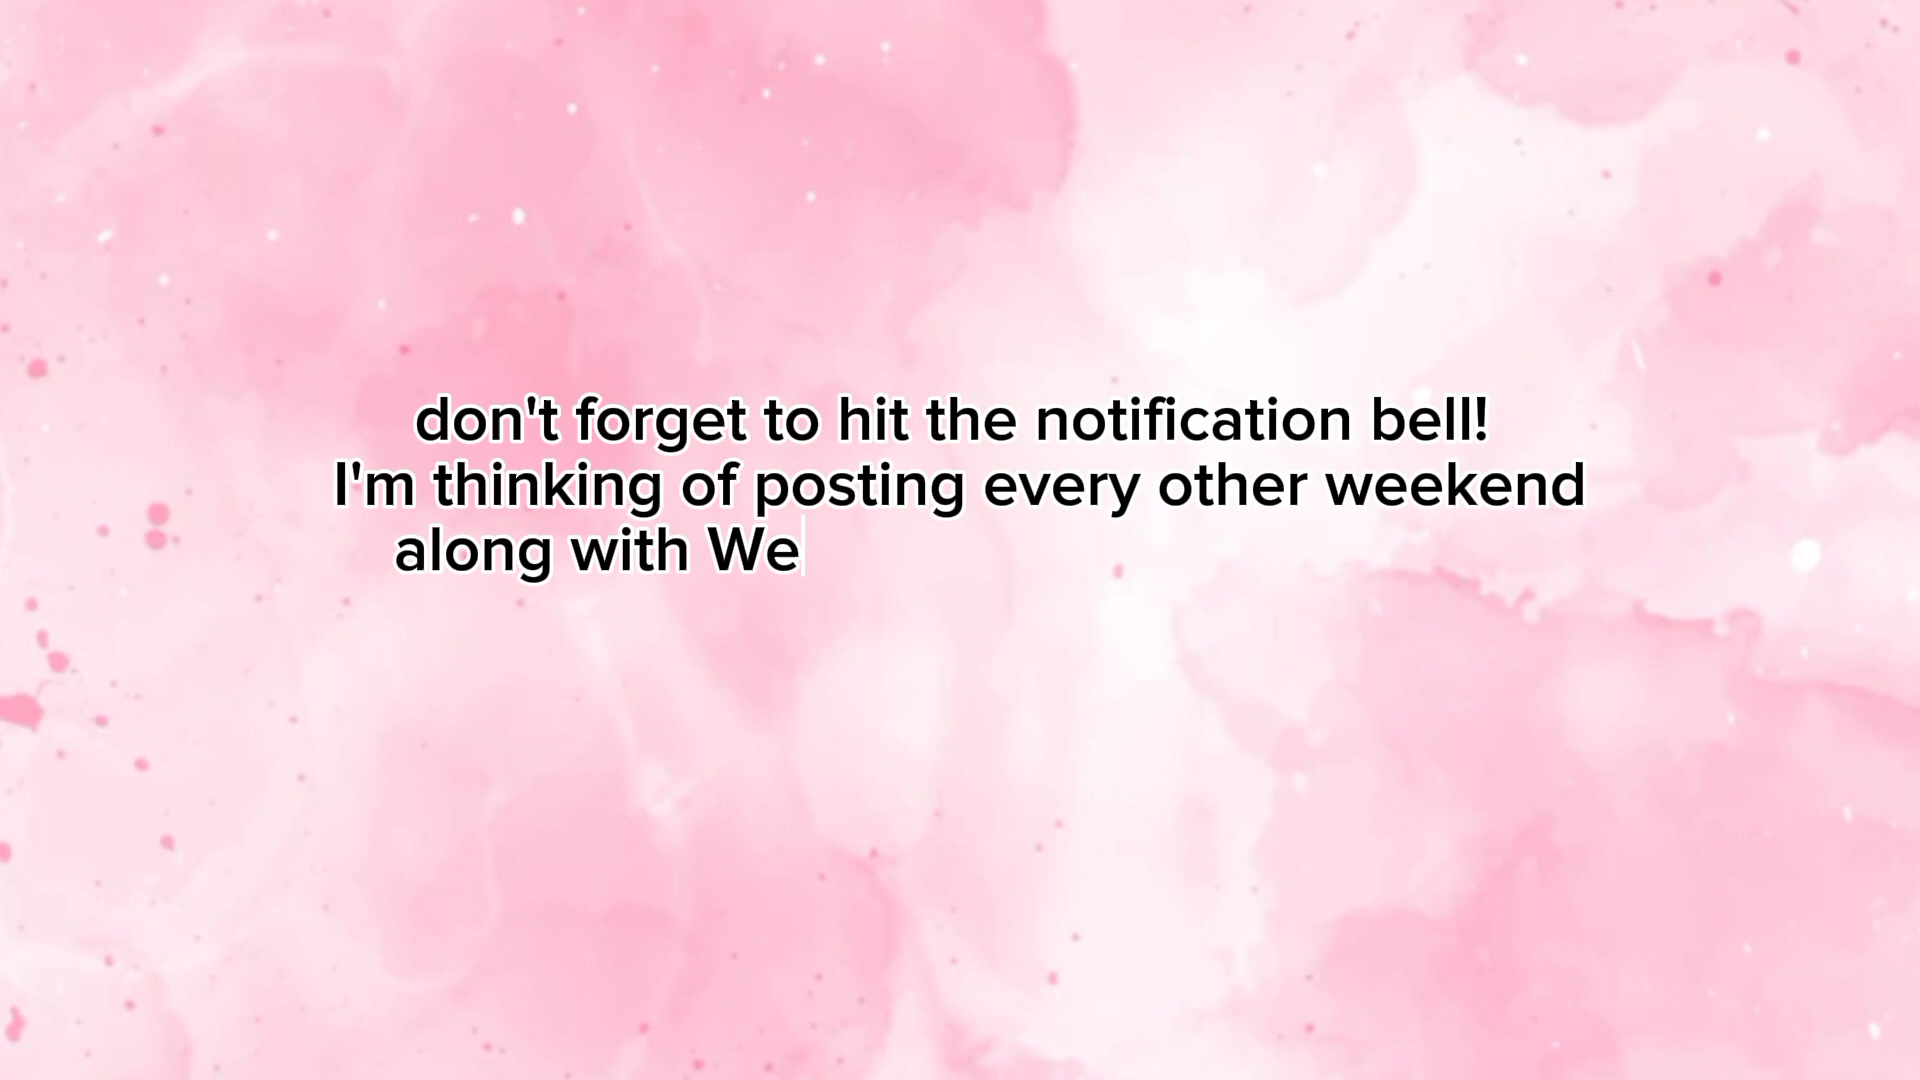 don't forget to hit the notification bell!
I'm thinking of posting every other weekend
along with We